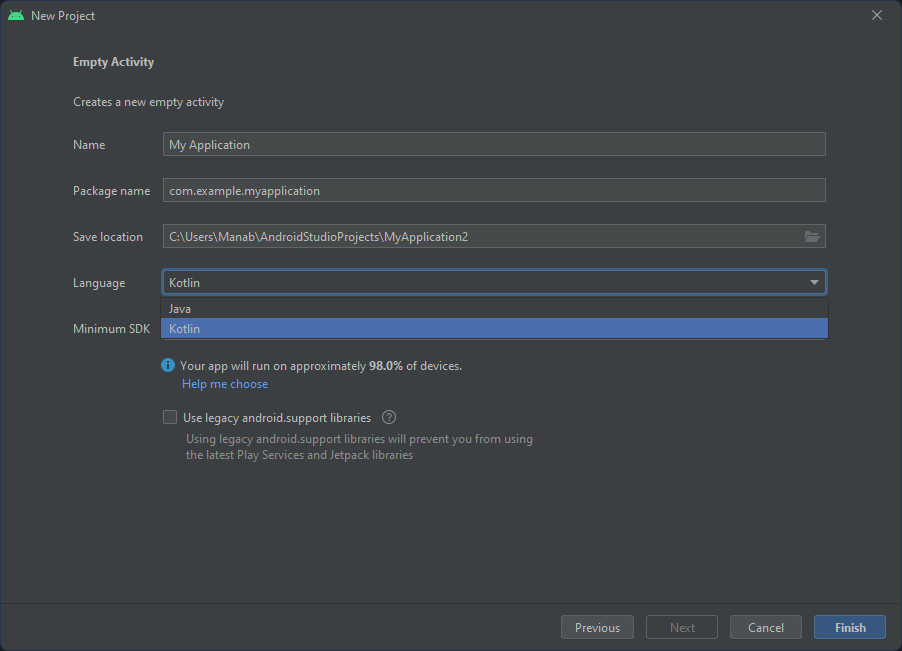 New Project
Empty Activity
Creates a new empty activity
Name My Application
Package name com.example.myapplication
Save location C:\Users\Manab\AndroidStudioProjects\MyApplication2
Language Kotlin
Java
Minimum SDK Kotlin
Your app will run on approximately 98.0% of devices.
Help me choose
Use legacy android.support libraries ?
Using legacy android.support libraries will prevent you from using
the latest Play Services and Jetpack libraries
Previous Next Cancel Finish